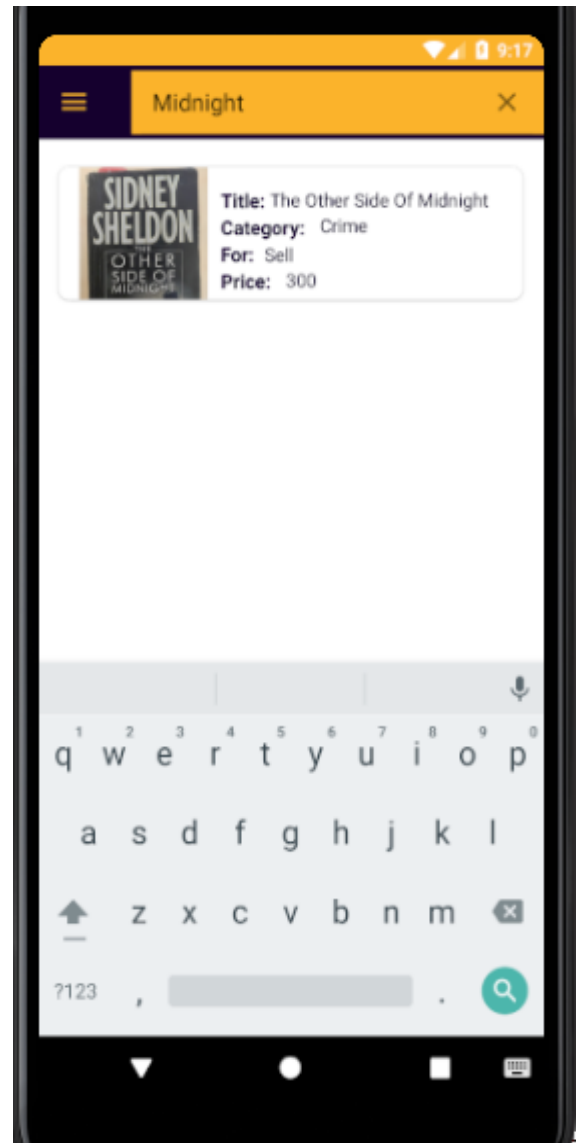 9:17
Midnight
SIDNEY
SHELDON
THE
OTHER
SIDE OF
MIDNIGHT
Title: The Other Side Of Midnight
Category: Crime
For: Sell
Price: 300
1 2 3 4 5 6 7 8 9 0
q w e r t y u i o p
a s d f g h j k l
z x c v b n m
?123 , .